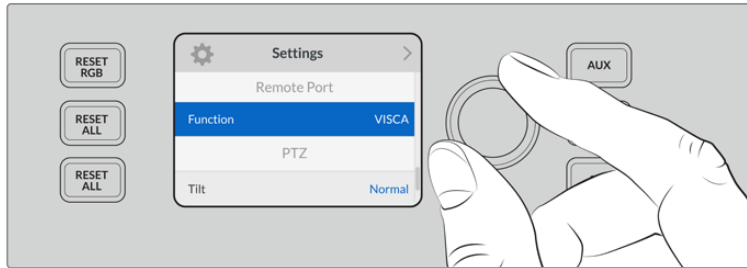 RESET
RGB
RESET
ALL
RESET
ALL
Settings
Remote Port
Function VISCA
PTZ
Tilt Normal
AUX